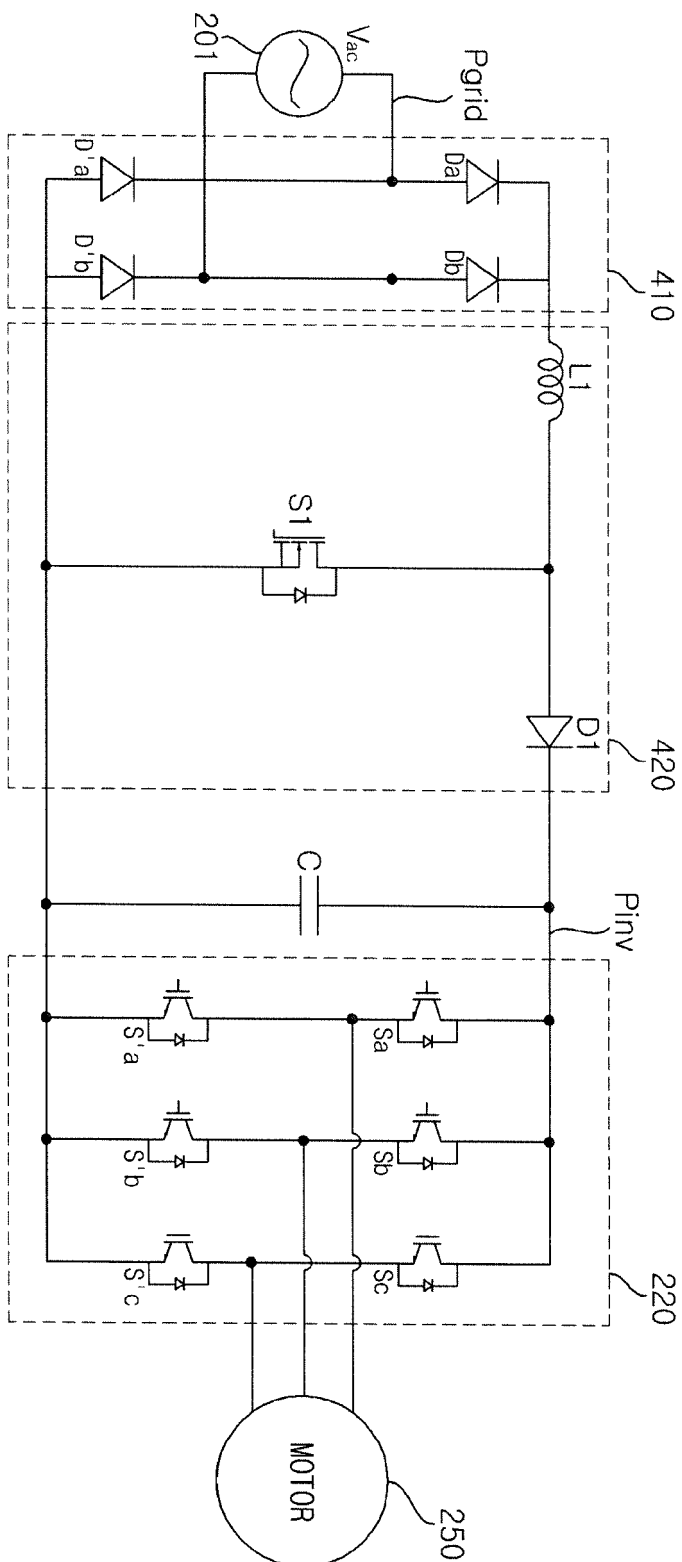 Vac
201
Pgrid
D'a
D'b
Da
Db
410
L1
S1
D1
420
C
Pinv
Sa
Sb
Sc
S'a
S'b
S'c
220
MOTOR
250